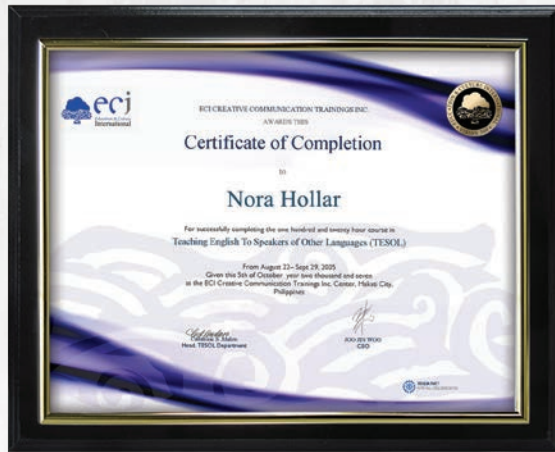 eci
International
ECI CREATIVE COMMUNICATION TRAININGS INC.
AWARDS THIS
Certificate of Completion
to
Nora Hollar
For successfully completing the one hundred and twenty hour course in
Teaching English To Speakers of Other Languages (TESOL)
From August 22– Sept 29, 2005
Given this 5th of October year two thousand and seven
at the ECI Creative Communication Trainings Inc. Center, Makati City,
Philippines
Head, TESOL Department
CEO